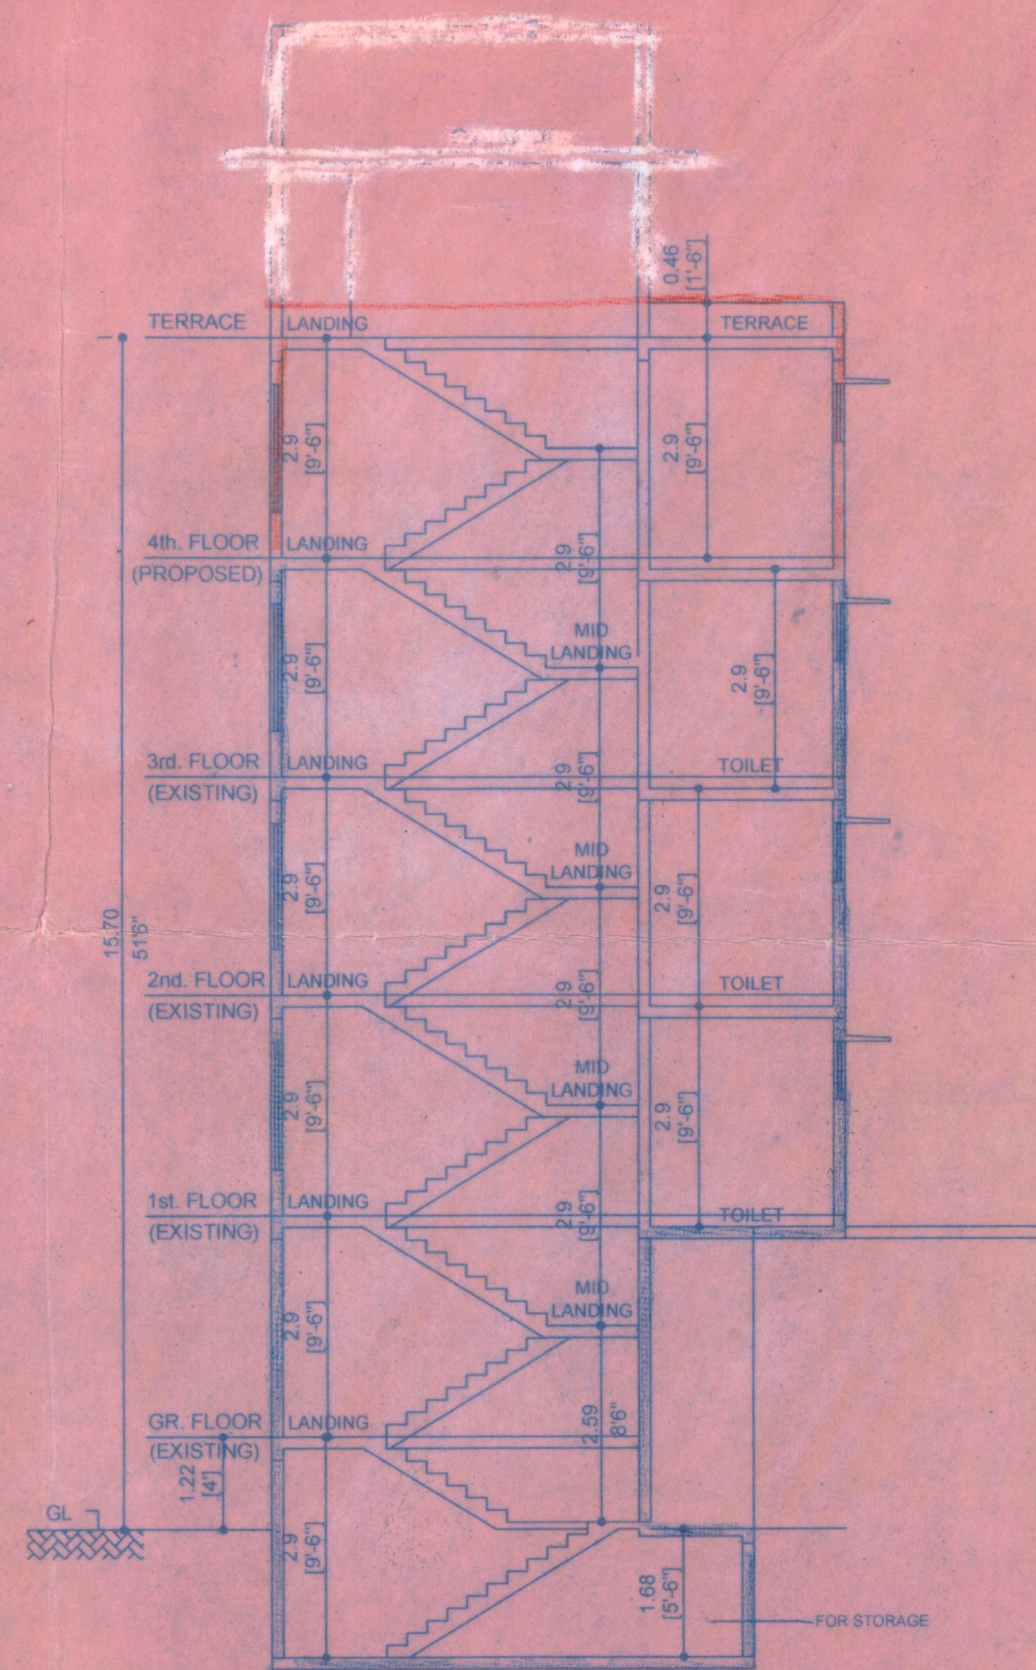 0.46
[1'-6"]
TERRACE
LANDING
TERRACE
2.9
[9'-6"]
2.9
[9'-6"]
4th. FLOOR
(PROPOSED)
LANDING
2.9
[9'-6"]
MID
LANDING
2.9
[9'-6"]
2.9
[9'-6"]
3rd. FLOOR
(EXISTING)
LANDING
2.9
[9'-6"]
TOILET
MID
LANDING
2.9
[9'-6"]
2.9
[9'-6"]
15.70
51'6"
2nd. FLOOR
(EXISTING)
LANDING
2.9
[9'-6"]
TOILET
MID
LANDING
2.9
[9'-6"]
2.9
[9'-6"]
1st. FLOOR
(EXISTING)
LANDING
2.9
[9'-6"]
TOILET
MID
LANDING
2.9
[9'-6"]
GR. FLOOR
(EXISTING)
LANDING
2.59
8'6"
1.22
[4']
GL
2.9
[9'-6"]
1.68
[5'-6"]
FOR STORAGE